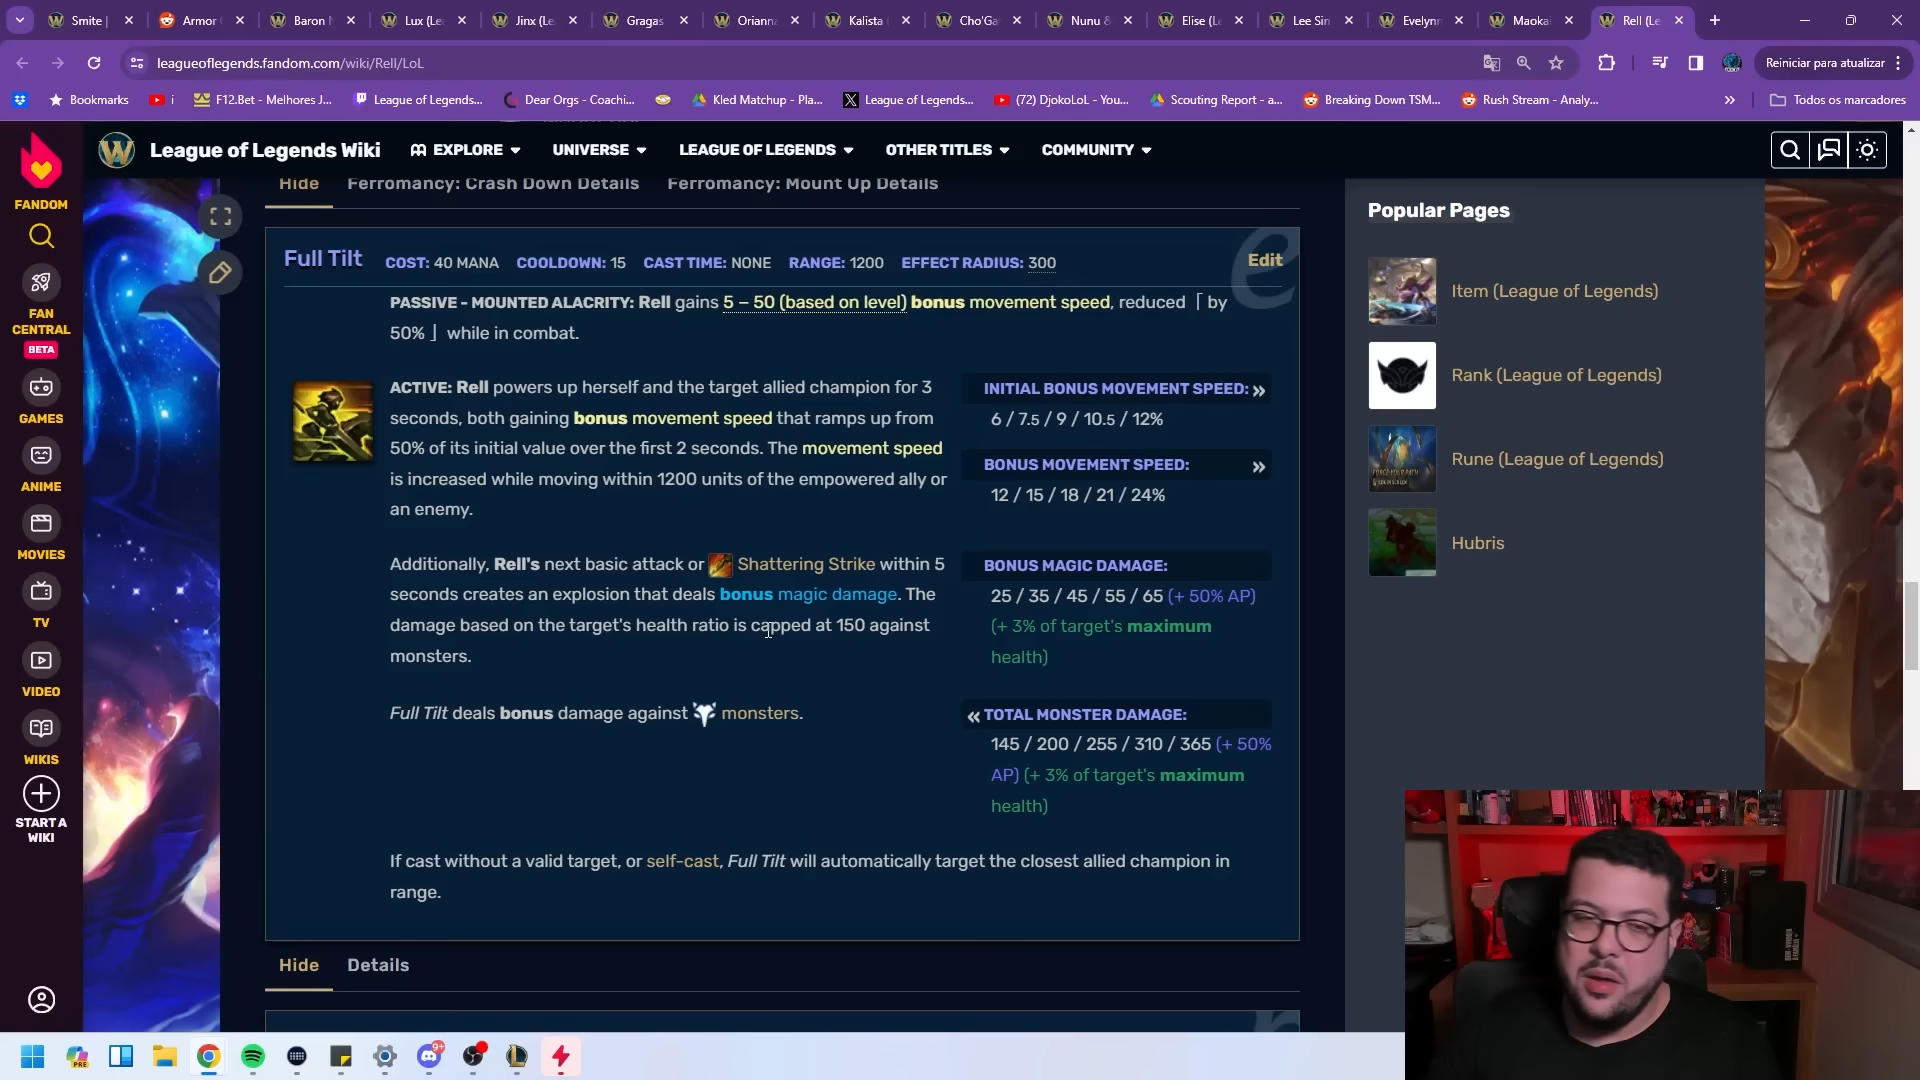 Smite |
Armor
Baron N
Lux (Le
Jinx (Le
Gragas
Orianna
Kalista
Cho'Ga
Nunu &
Elise (L
Lee Sin
Evelynn
Maokai
Rell (Le
leagueoflegends.fandom.com/wiki/Rell/LoL
Reiniciar para atualizar
Bookmarks
i
F12.Bet - Melhores J...
League of Legends...
Dear Orgs - Coachi...
Kled Matchup - Pla...
League of Legends...
(72) DjokoLoL - You...
Scouting Report - a...
Breaking Down TSM...
Rush Stream - Analy...
Todos os marcadores
League of Legends Wiki
EXPLORE
UNIVERSE
LEAGUE OF LEGENDS
OTHER TITLES
COMMUNITY
FANDOM
FAN
CENTRAL
BETA
GAMES
ANIME
MOVIES
TV
VIDEO
WIKIS
START A
WIKI
Hide
Ferromancy: Crash Down Details
Ferromancy: Mount Up Details
Full Tilt
COST: 40 MANA
COOLDOWN: 15
CAST TIME: NONE
RANGE: 1200
EFFECT RADIUS: 300
Edit
PASSIVE - MOUNTED ALACRITY: Rell gains 5 – 50 (based on level) bonus movement speed, reduced ⌈ by
50% ⌋ while in combat.
ACTIVE: Rell powers up herself and the target allied champion for 3
seconds, both gaining bonus movement speed that ramps up from
50% of its initial value over the first 2 seconds. The movement speed
is increased while moving within 1200 units of the empowered ally or
an enemy.
INITIAL BONUS MOVEMENT SPEED: »
6 / 7.5 / 9 / 10.5 / 12%
BONUS MOVEMENT SPEED: »
12 / 15 / 18 / 21 / 24%
Additionally, Rell's next basic attack or Shattering Strike within 5
seconds creates an explosion that deals bonus magic damage. The
damage based on the target's health ratio is capped at 150 against
monsters.
BONUS MAGIC DAMAGE:
25 / 35 / 45 / 55 / 65 (+ 50% AP)
(+ 3% of target's maximum
health)
Full Tilt deals bonus damage against monsters.
« TOTAL MONSTER DAMAGE:
145 / 200 / 255 / 310 / 365 (+ 50%
AP) (+ 3% of target's maximum
health)
If cast without a valid target, or self-cast, Full Tilt will automatically target the closest allied champion in
range.
Hide
Details
Popular Pages
Item (League of Legends)
Rank (League of Legends)
Rune (League of Legends)
Hubris
PRE
9+